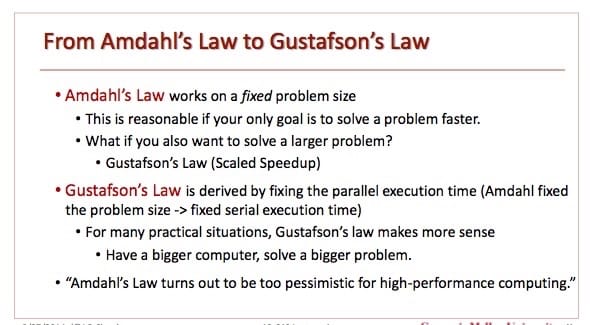 From Amdahl's Law to Gustafson's Law
• Amdahl's Law works on a fixed problem size
• This is reasonable if your only goal is to solve a problem faster.
• What if you also want to solve a larger problem?
• Gustafson's Law (Scaled Speedup)
• Gustafson's Law is derived by fixing the parallel execution time (Amdahl fixed
the problem size -> fixed serial execution time)
• For many practical situations, Gustafson's law makes more sense
• Have a bigger computer, solve a bigger problem.
• “Amdahl's Law turns out to be too pessimistic for high-performance computing.”